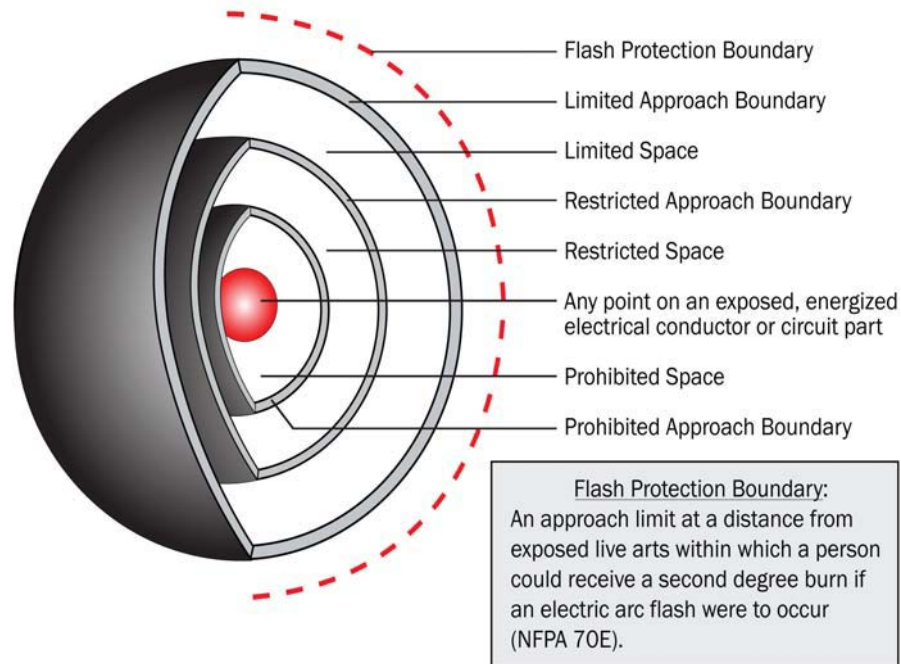 Flash Protection Boundary
Limited Approach Boundary
Limited Space
Restricted Approach Boundary
Restricted Space
Any point on an exposed, energized
electrical conductor or circuit part
Prohibited Space
Prohibited Approach Boundary
Flash Protection Boundary:
An approach limit at a distance from
exposed live arts within which a person
could receive a second degree burn if
an electric arc flash were to occur
(NFPA 70E).